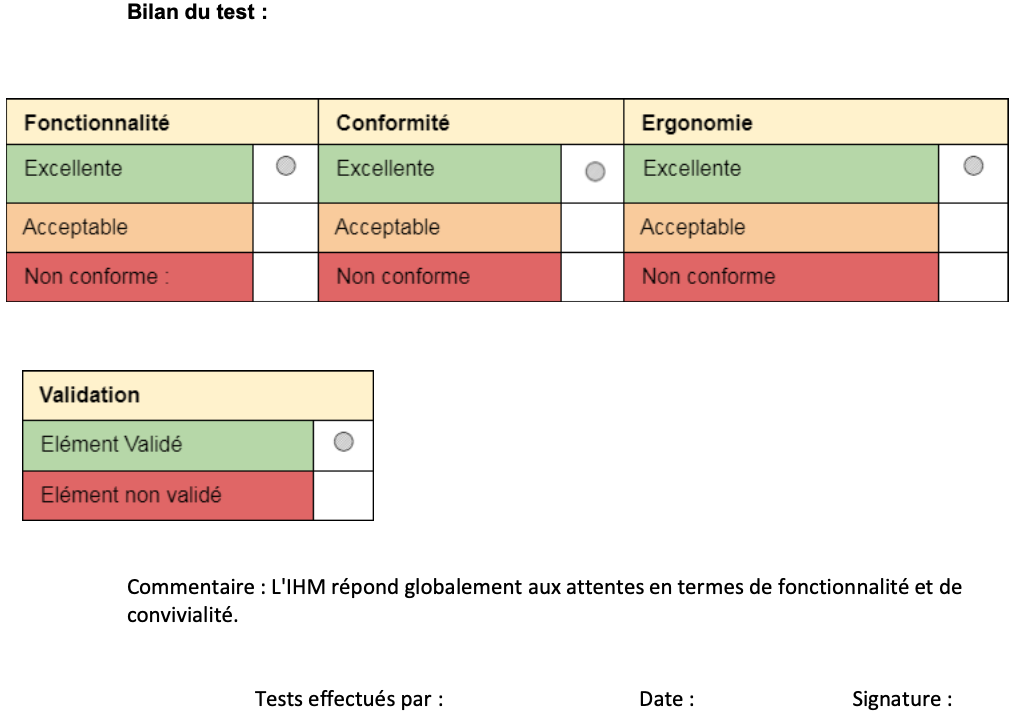 Bilan du test :
Fonctionnalité Conformité Ergonomie
Excellente Excellente Excellente
Acceptable Acceptable Acceptable
Non conforme : Non conforme Non conforme
Validation
Elément Validé
Elément non validé
Commentaire : L'IHM répond globalement aux attentes en termes de fonctionnalité et de
convivialité.
Tests effectués par : Date : Signature :